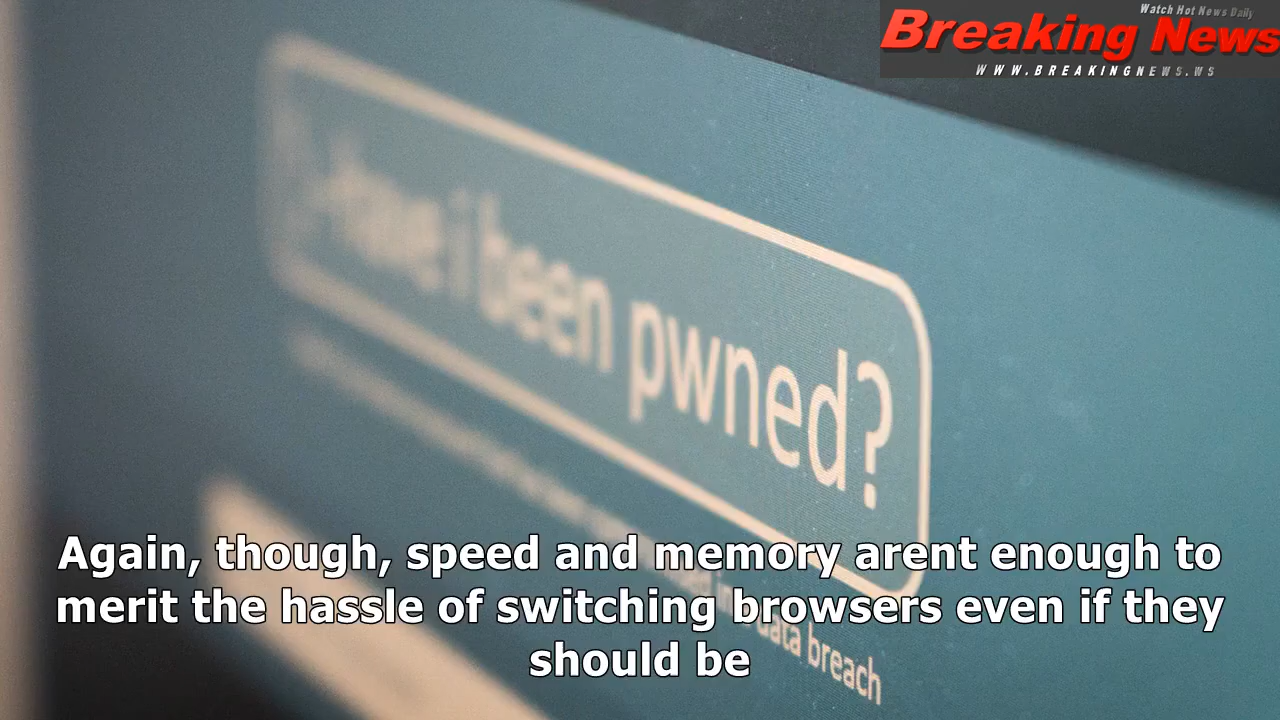 Watch Hot News Daily
Breaking News
WWW.BREAKINGNEWS.WS
Have i been pwned?
data breach
Again, though, speed and memory arent enough to
merit the hassle of switching browsers even if they
should be